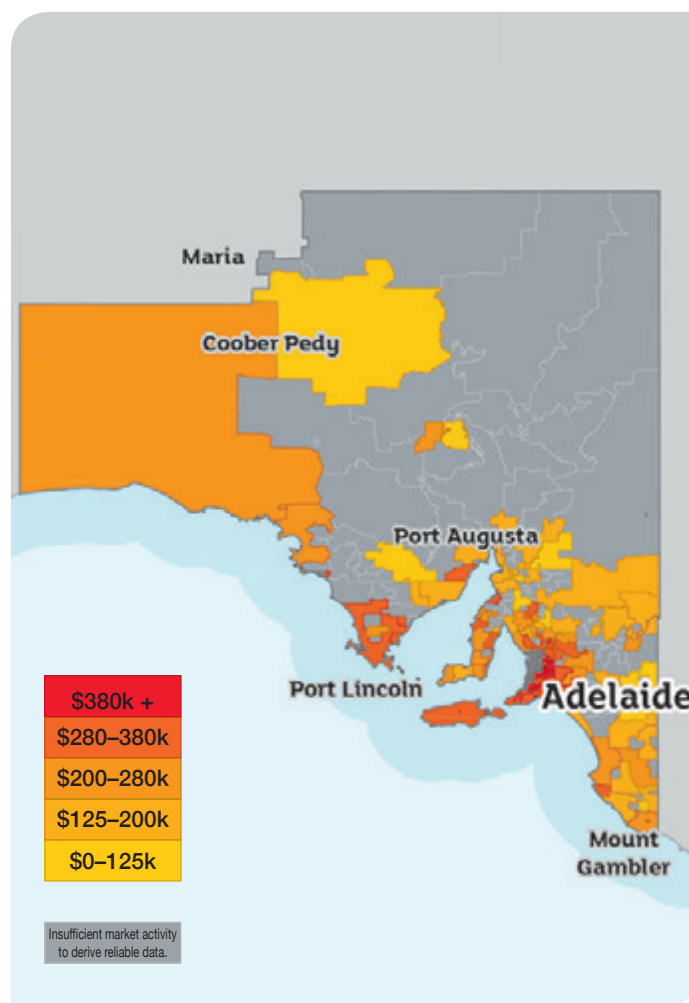 Maria
Coober Pedy
Port Augusta
Port Lincoln
Adelaide
Mount
Gambler
$380k +
$280–380k
$200–280k
$125–200k
$0–125k
Insufficient market activity
to derive reliable data.